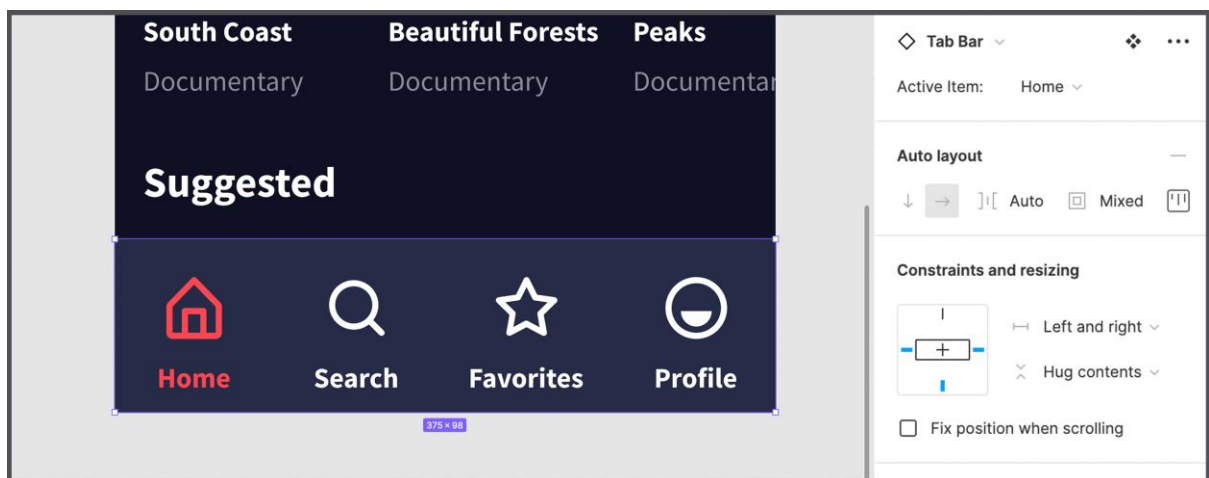 South Coast Beautiful Forests Peaks
Documentary Documentary Documentar
Suggested
Home Search Favorites Profile
375 × 98
Tab Bar
Active Item: Home
Auto layout
Auto Mixed
Constraints and resizing
Left and right
Hug contents
Fix position when scrolling